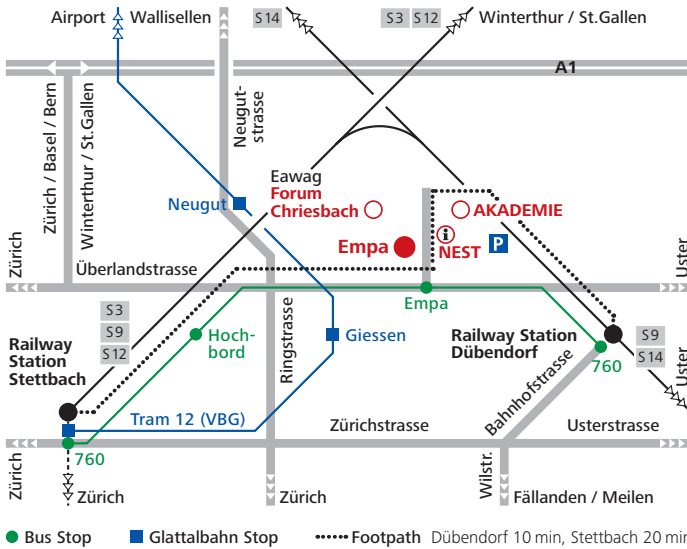 Airport Wallisellen
S14
S3 S12
Winterthur / St.Gallen
A1
Zürich / Basel / Bern
Winterthur / St.Gallen
Neugut-
strasse
Eawag
Forum
Chriesbach
AKADEMIE
Neugut
Empa
i
NEST
P
Zürich
Überlandstrasse
Uster
Empa
S3
S9
S12
Hoch-
bord
Ringstrasse
Giessen
Railway
Station
Stettbach
Railway Station
Dübendorf
S9
S14
760
Uster
Bahnhofstrasse
Tram 12 (VBG)
Zürichstrasse
Usterstrasse
760
Zürich
Zürich
Zürich
Wilstr.
Fällanden / Meilen
Bus Stop Glattalbahn Stop Footpath Dübendorf 10 min, Stettbach 20 min